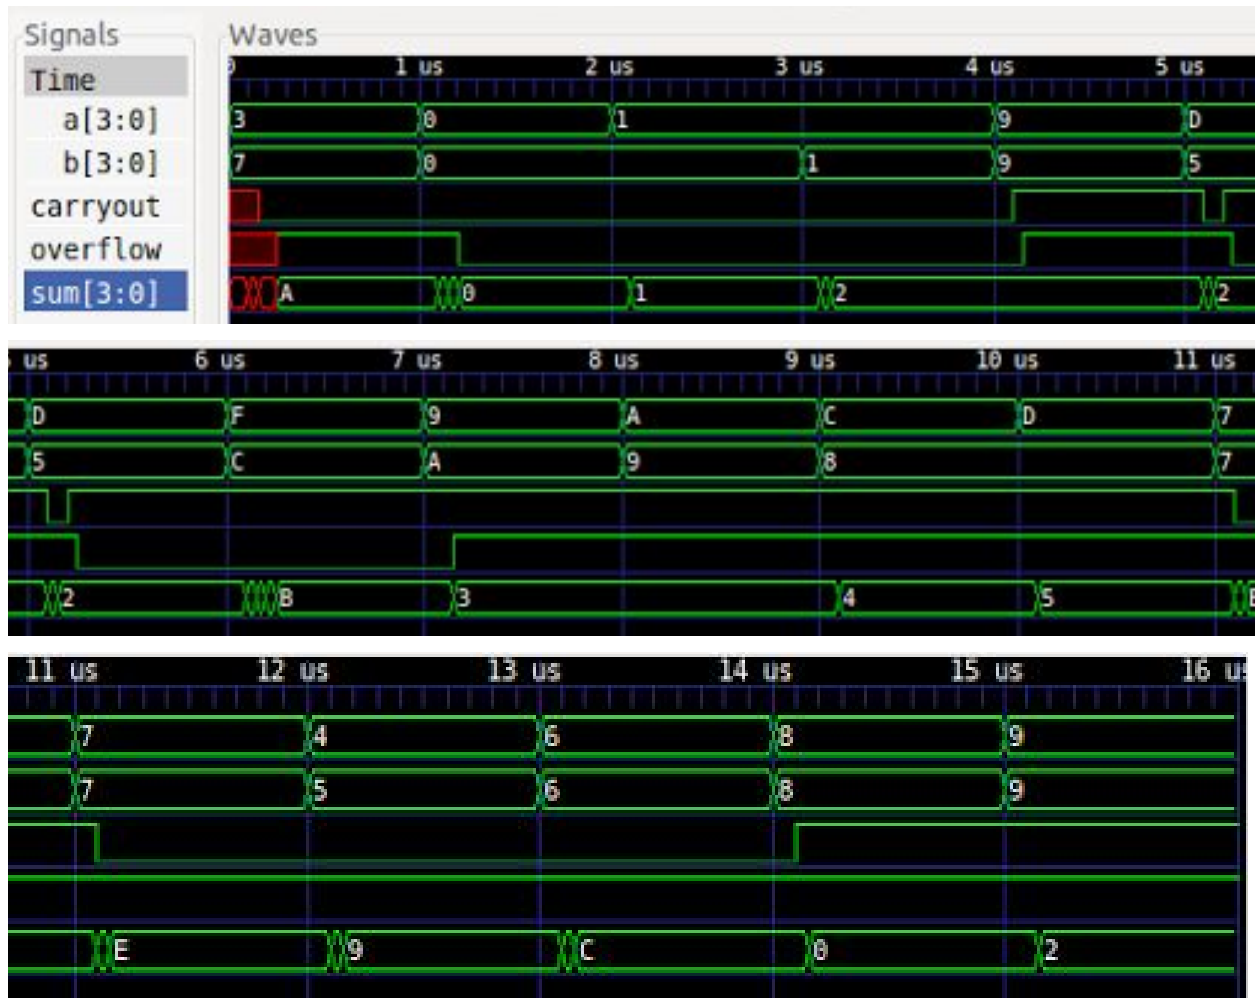 Signals Waves
Time 1 us 2 us 3 us 4 us 5 us
a[3:0] 3 0 1 9 D
b[3:0] 7 0 1 9 5
carryout
overflow
sum[3:0] A 0 1 2 2
us 6 us 7 us 8 us 9 us 10 us 11 us
D F 9 A C D 7
5 C A 9 8 7
2 B 3 4 5
11 us 12 us 13 us 14 us 15 us 16 us
7 4 6 8 9
7 5 6 8 9
E 9 C 0 2